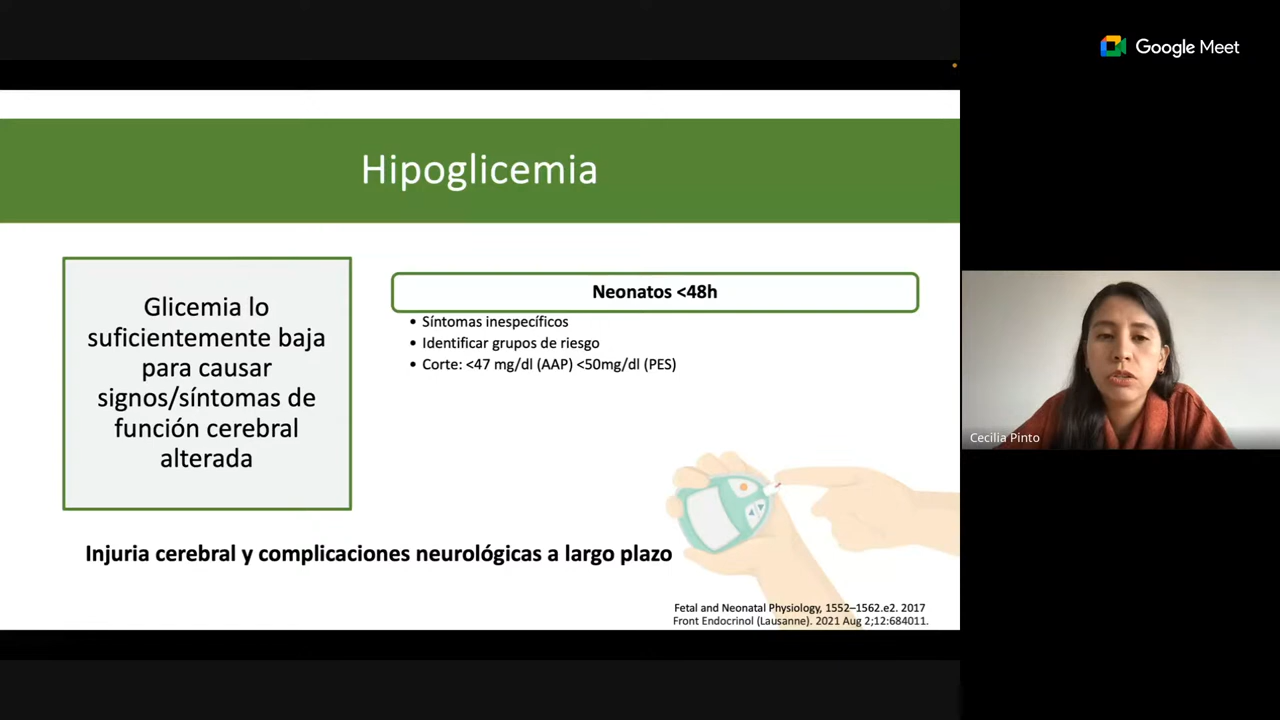 Google Meet
Hipoglicemia
Glicemia lo
suficientemente baja
para causar
signos/síntomas de
función cerebral
alterada
Neonatos <48h
• Síntomas inespecíficos
• Identificar grupos de riesgo
• Corte: <47 mg/dl (AAP) <50mg/dl (PES)
Injuria cerebral y complicaciones neurológicas a largo plazo
Fetal and Neonatal Physiology, 1552–1562.e2. 2017
Front Endocrinol (Lausanne). 2021 Aug 2;12:684011.
Cecilia Pinto